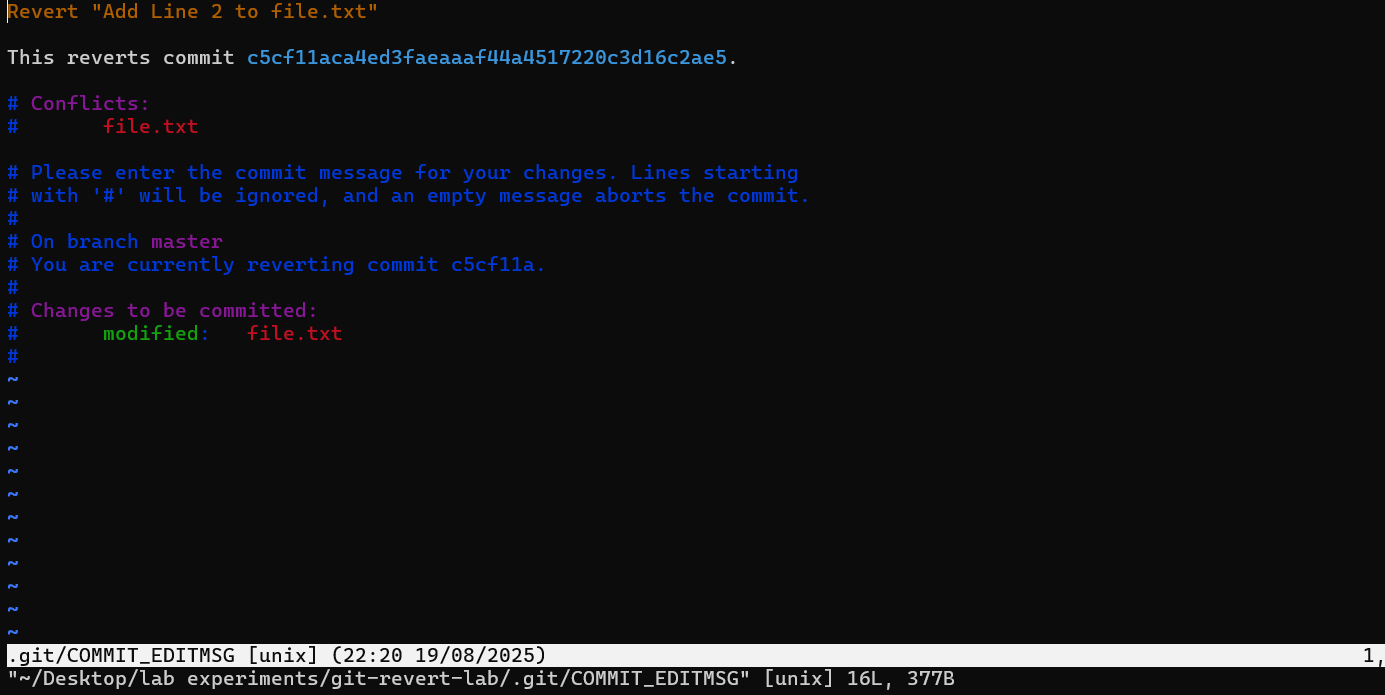 Revert "Add Line 2 to file.txt"
This reverts commit c5cf11aca4ed3faeaaaf44a4517220c3d16c2ae5.
# Conflicts:
#       file.txt
# Please enter the commit message for your changes. Lines starting
# with '#' will be ignored, and an empty message aborts the commit.
#
# On branch master
# You are currently reverting commit c5cf11a.
#
# Changes to be committed:
#       modified:   file.txt
#
~
~
~
~
~
~
~
~
~
~
~
~
.git/COMMIT_EDITMSG [unix] (22:20 19/08/2025) 1,
"~/Desktop/lab experiments/git-revert-lab/.git/COMMIT_EDITMSG" [unix] 16L, 377B